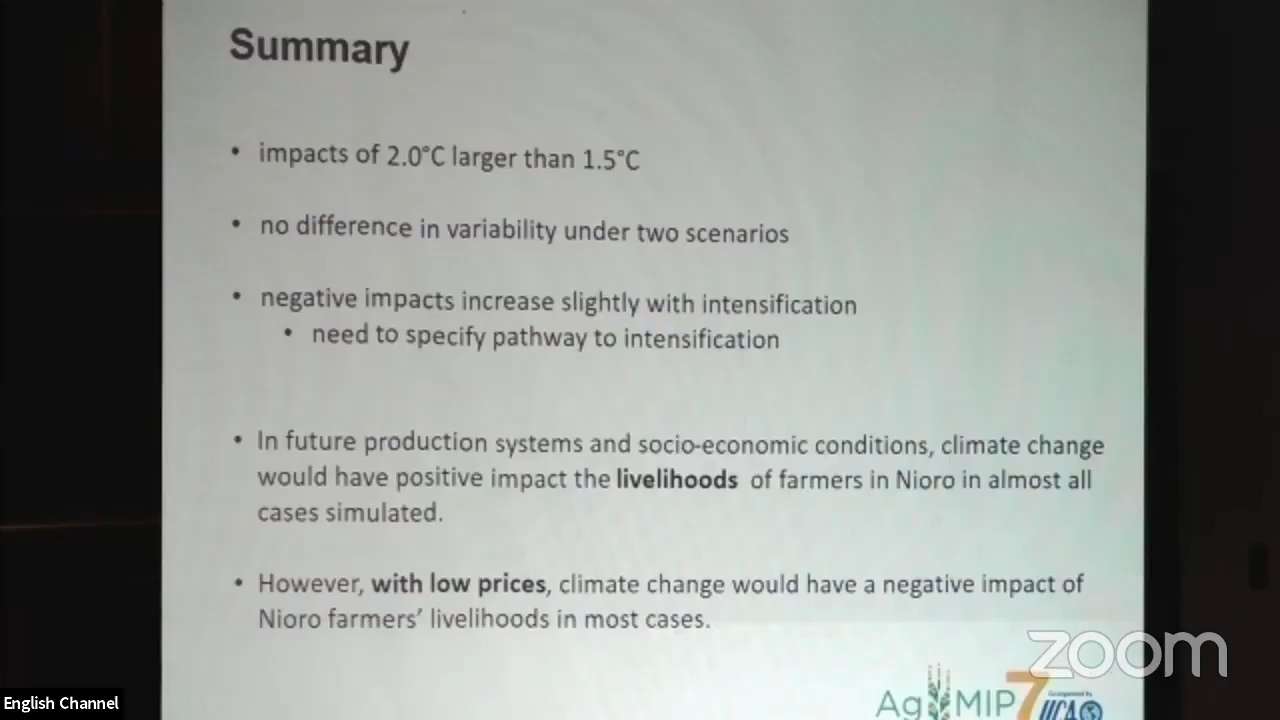 Summary
• impacts of 2.0°C larger than 1.5°C
• no difference in variability under two scenarios
• negative impacts increase slightly with intensification
• need to specify pathway to intensification
• In future production systems and socio-economic conditions, climate change
would have positive impact the livelihoods of farmers in Nioro in almost all
cases simulated.
• However, with low prices, climate change would have a negative impact of
Nioro farmers' livelihoods in most cases.
zoom
AgMIP7
IICA
English Channel